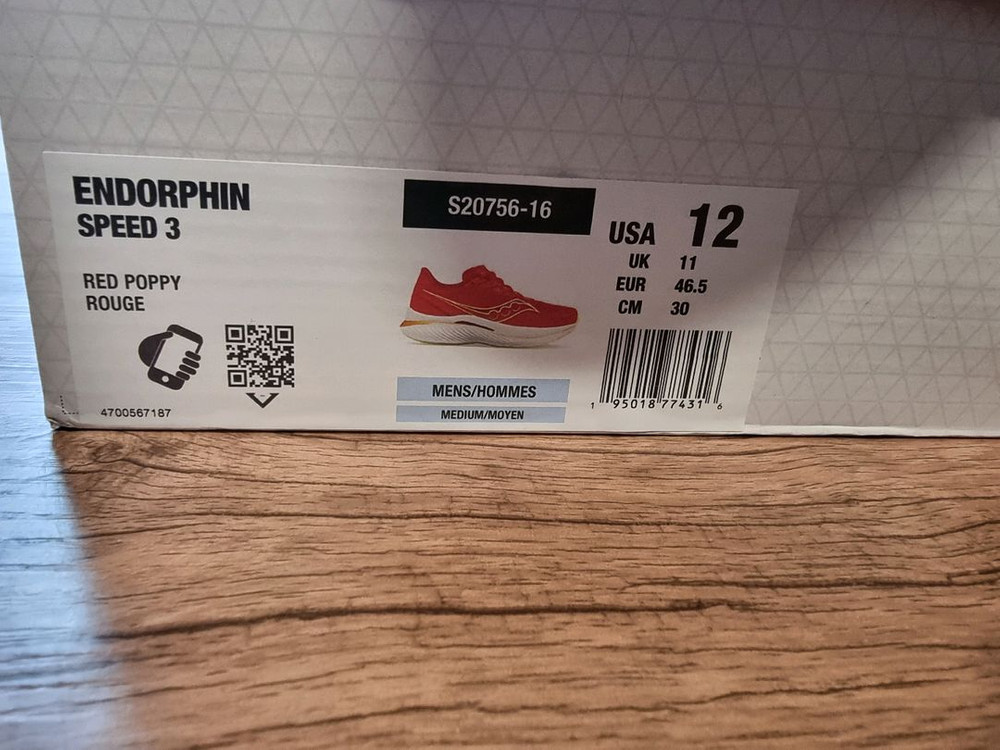 ENDORPHIN
SPEED 3
RED POPPY
ROUGE
4700567187
S20756-16
MENS/HOMMES
MEDIUM/MOYEN
USA 12
UK 11
EUR 46.5
CM 30
1 95018 77431 6